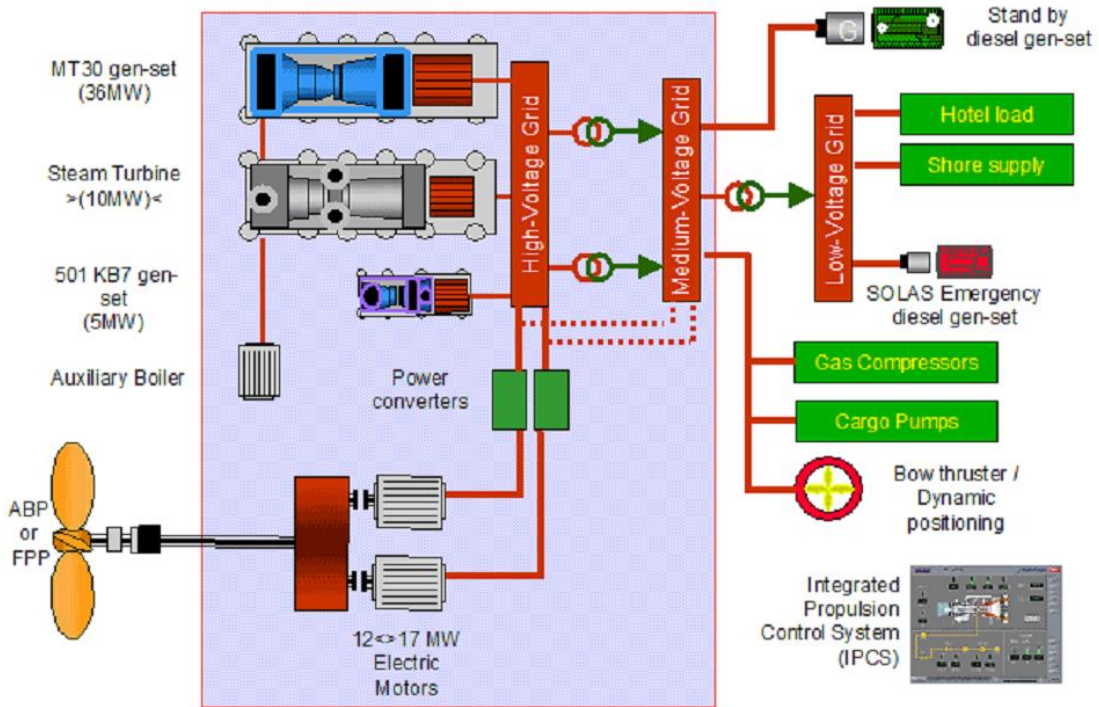 MT30 gen-set
(36MW)
Steam Turbine
>(10MW)<
501 KB7 gen-
set
(5MW)
Auxiliary Boiler
High-Voltage Grid
Medium-Voltage Grid
Low-Voltage Grid
G
Stand by
diesel gen-set
Hotel load
Shore supply
SOLAS Emergency
diesel gen-set
Gas Compressors
Cargo Pumps
Bow thruster /
Dynamic
positioning
Power
converters
ABP
or
FPP
12<>17 MW
Electric
Motors
Integrated
Propulsion
Control System
(IPCS)